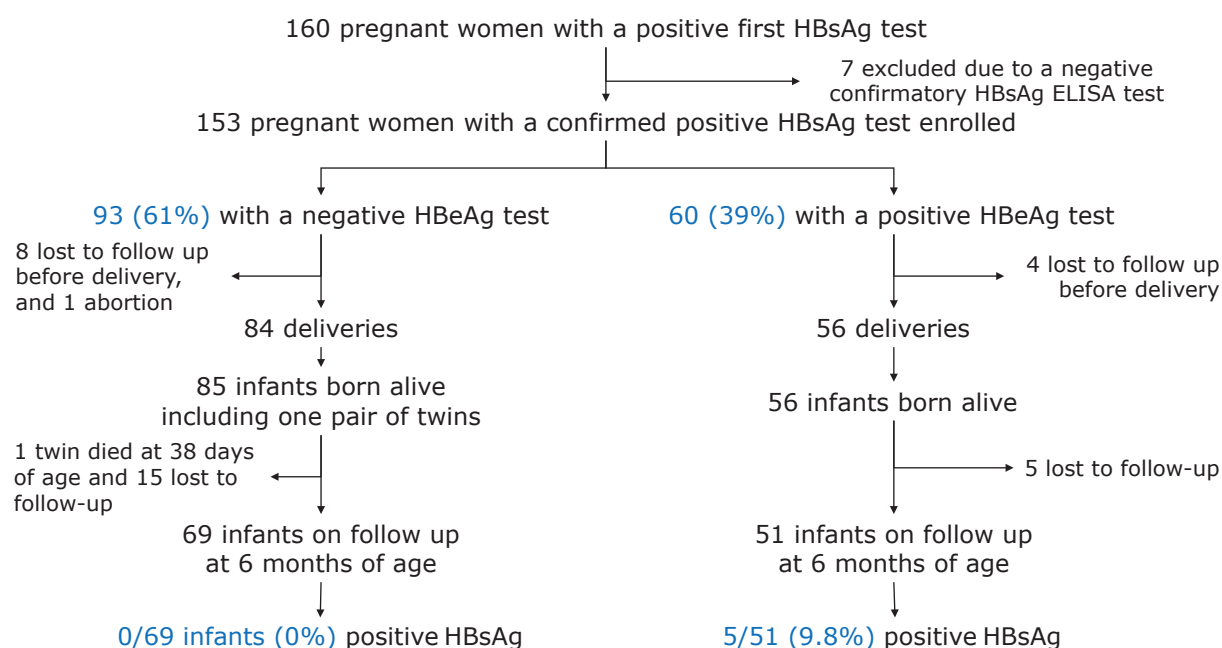 160 pregnant women with a positive first HBsAg test
7 excluded due to a negative
confirmatory HBsAg ELISA test
153 pregnant women with a confirmed positive HBsAg test enrolled
93 (61%) with a negative HBeAg test
60 (39%) with a positive HBeAg test
8 lost to follow up
before delivery,
and 1 abortion
4 lost to follow up
before delivery
84 deliveries
56 deliveries
85 infants born alive
including one pair of twins
56 infants born alive
1 twin died at 38 days
of age and 15 lost to
follow-up
5 lost to follow-up
69 infants on follow up
at 6 months of age
51 infants on follow up
at 6 months of age
0/69 infants (0%) positive HBsAg
5/51 (9.8%) positive HBsAg